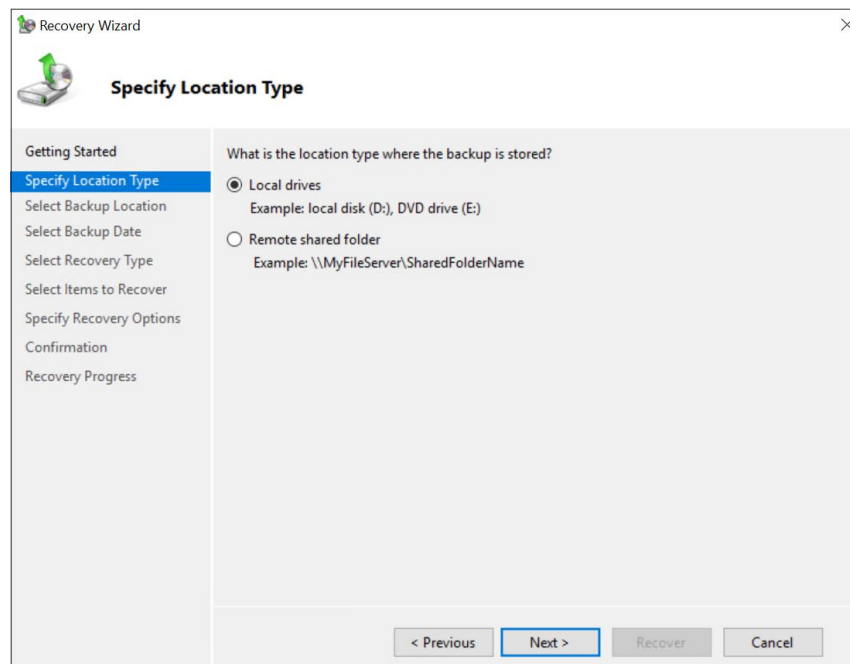 Recovery Wizard
Specify Location Type
Getting Started
Specify Location Type
Select Backup Location
Select Backup Date
Select Recovery Type
Select Items to Recover
Specify Recovery Options
Confirmation
Recovery Progress
What is the location type where the backup is stored?
Local drives
Example: local disk (D:), DVD drive (E:)
Remote shared folder
Example: \\MyFileServer\SharedFolderName
< Previous
Next >
Recover
Cancel